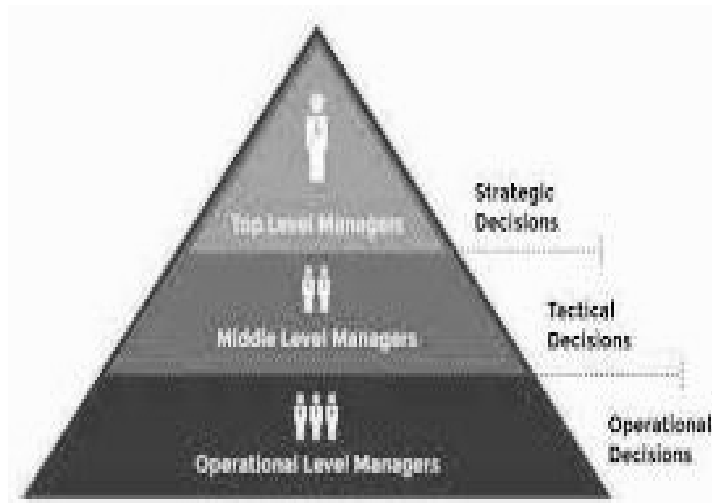 Top Level Managers
Strategic
Decisions
Middle Level Managers
Tactical
Decisions
Operational Level Managers
Operational
Decisions